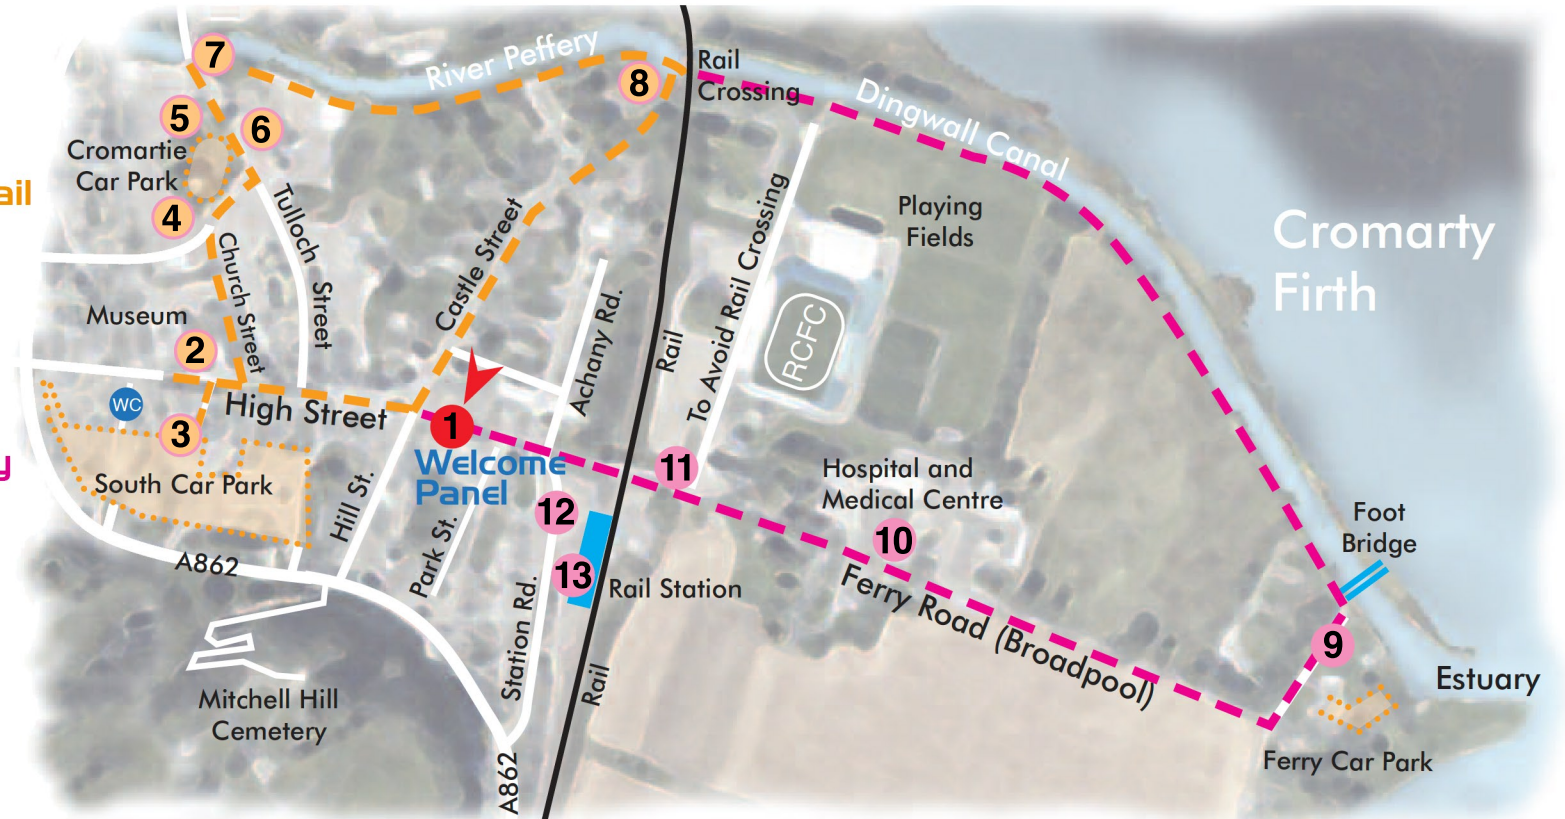 7
River Peffery
8
Rail
Crossing
Dingwall Canal
5
6
Cromartie
Car Park
ail
4
Tulloch
Street
Church Street
Castle Street
To Avoid Rail Crossing
Playing
Fields
Cromarty
Firth
Museum
2
Achany Rd.
Rail
RCFC
WC
High Street
3
1
Welcome
Panel
y
South Car Park
Hill St.
Park St.
12
11
Hospital and
Medical Centre
10
Foot
Bridge
A862
13
Rail Station
Ferry Road (Broadpool)
9
Station Rd.
Rail
Estuary
Mitchell Hill
Cemetery
A862
Ferry Car Park